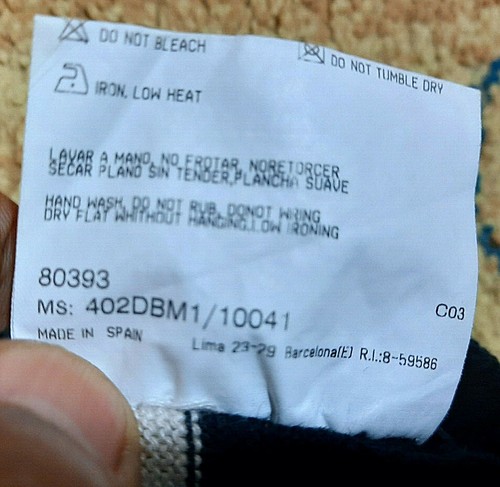 DO NOT BLEACH
DO NOT TUMBLE DRY
IRON, LOW HEAT
LAVAR A MANO, NO FROTAR, NORETORCER
SECAR PLANO SIN TENDER,PLANCHA SUAVE
HAND WASH, DO NOT RUB, DONOT WRING
DRY FLAT WHITHOUT HANGING,LOW IRONING
80393
MS: 402DBM1/10041
C03
MADE IN SPAIN
Lima 23-29 Barcelona(E) R.I.:8-59586